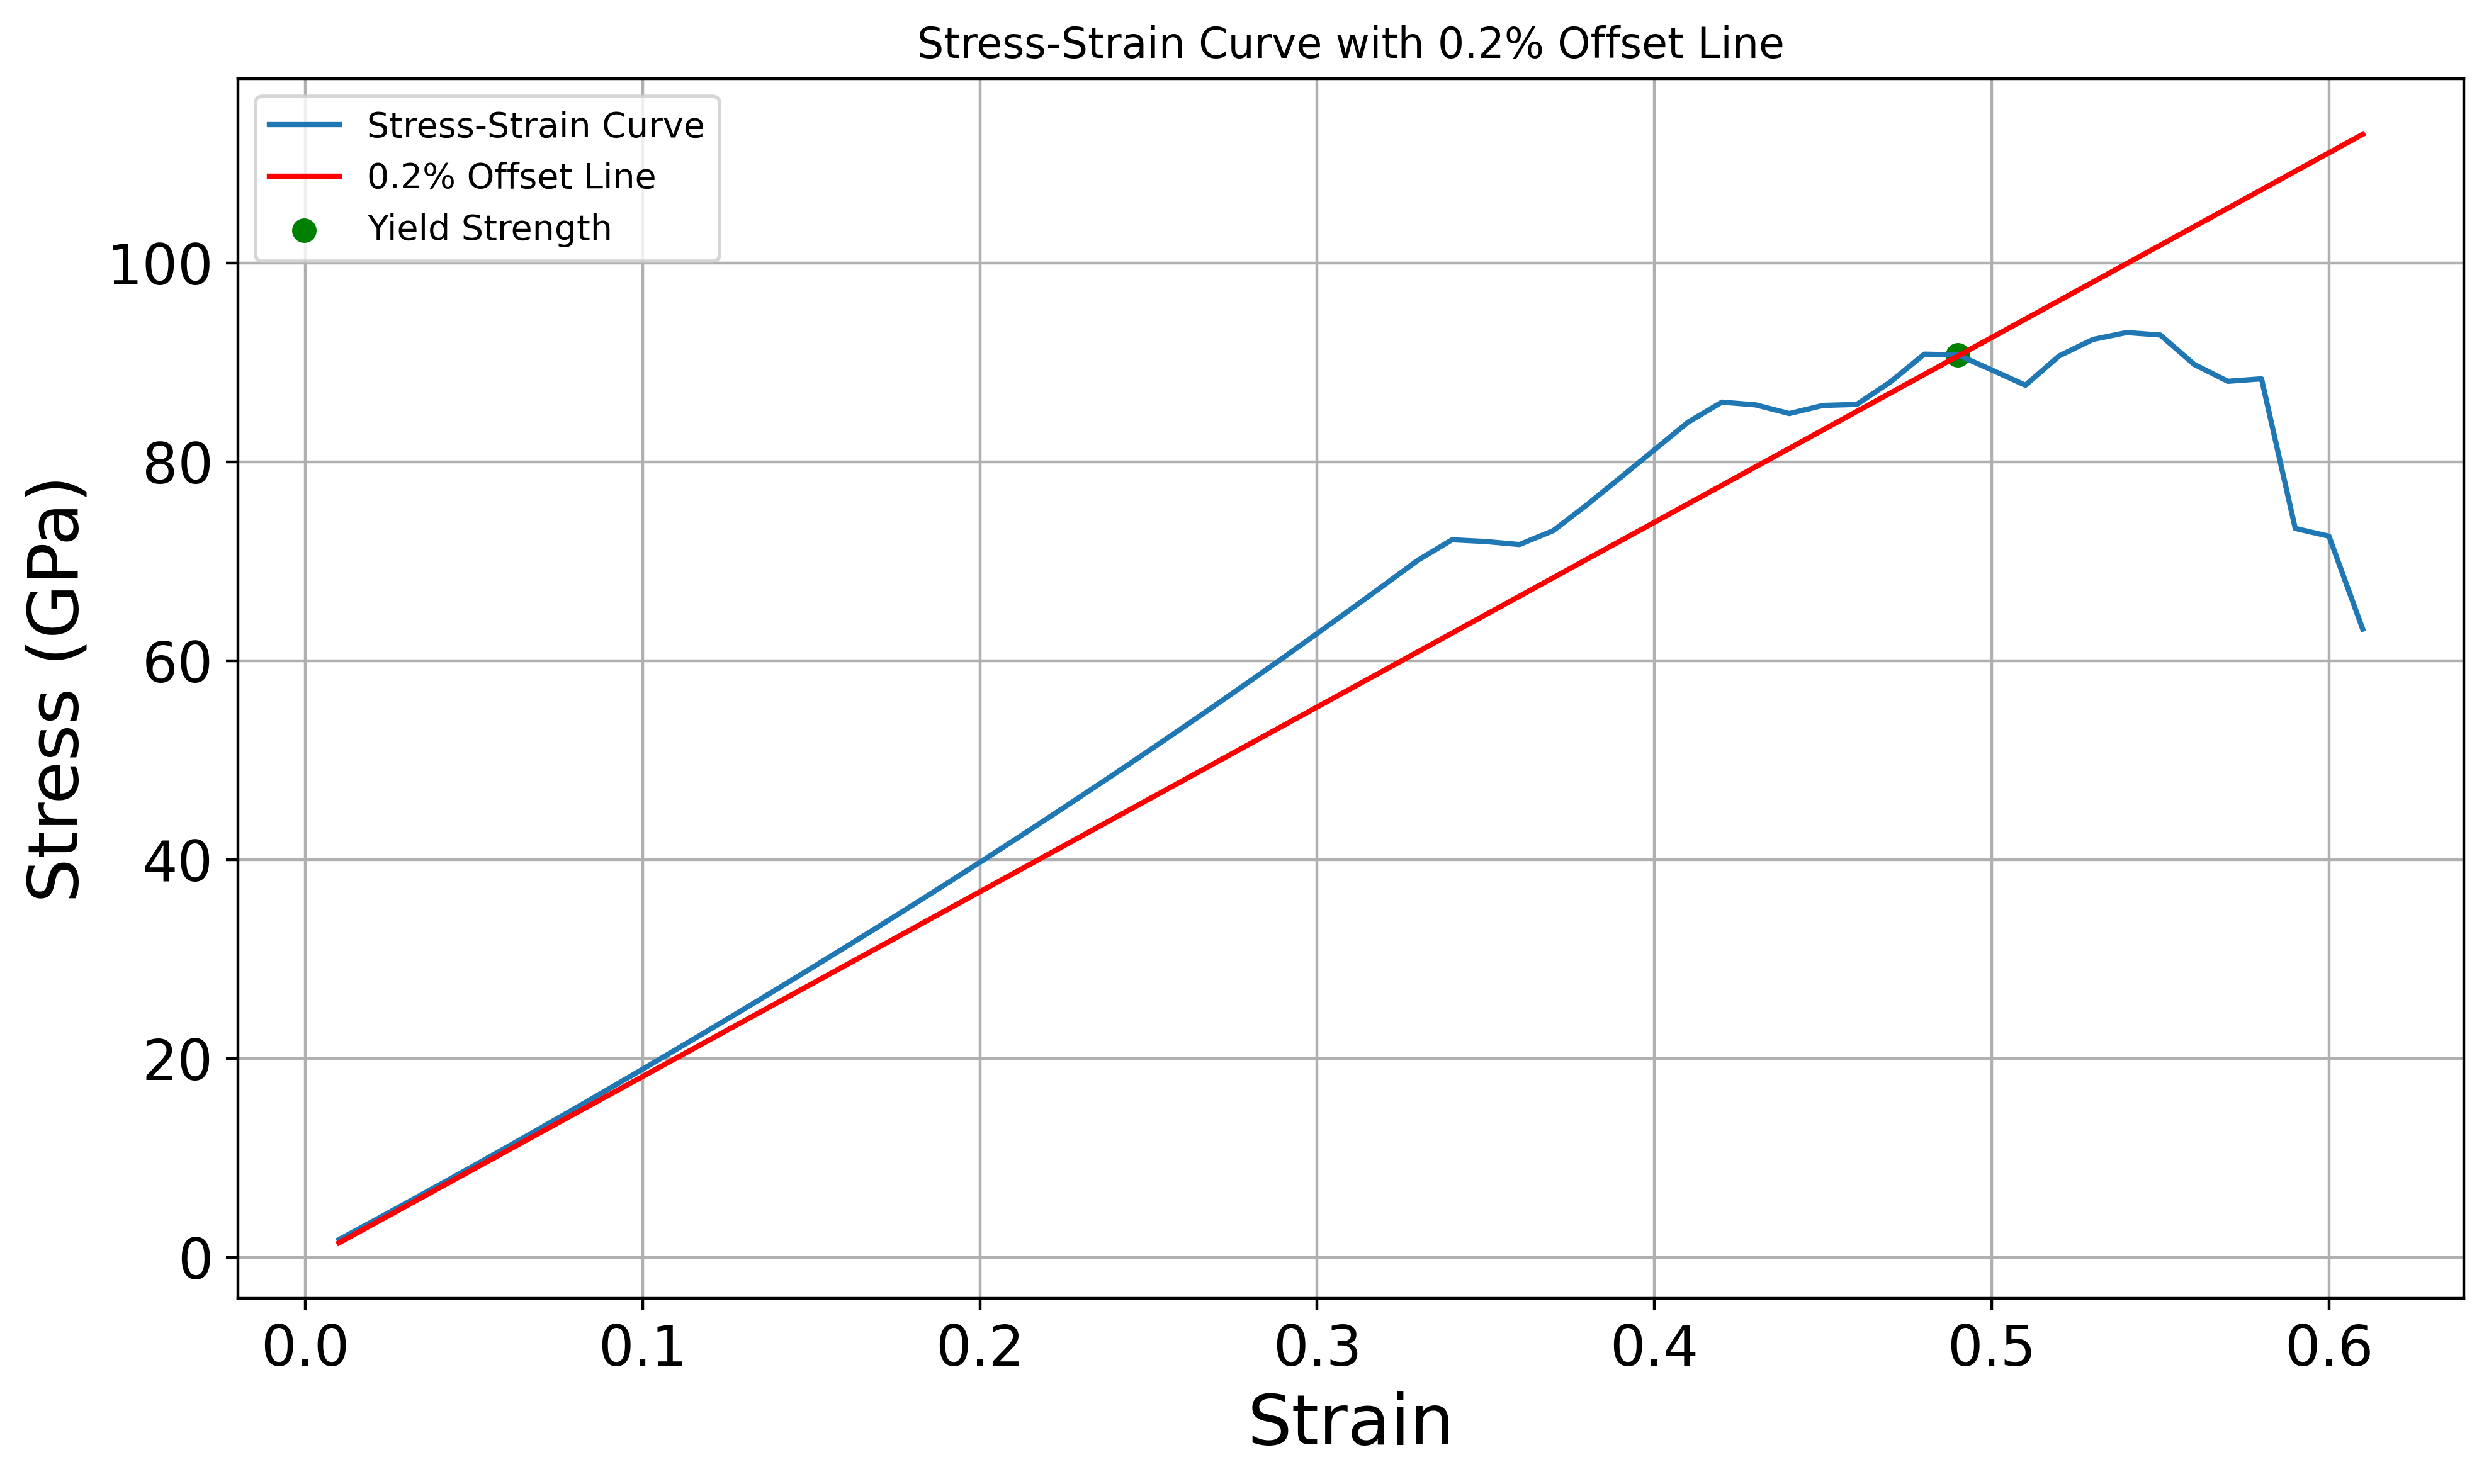 Stress-Strain Curve with 0.2% Offset Line
Stress-Strain Curve
0.2% Offset Line
Yield Strength
Stress (GPa)
100
80
60
40
20
0
0.0 0.1 0.2 0.3 0.4 0.5 0.6
Strain